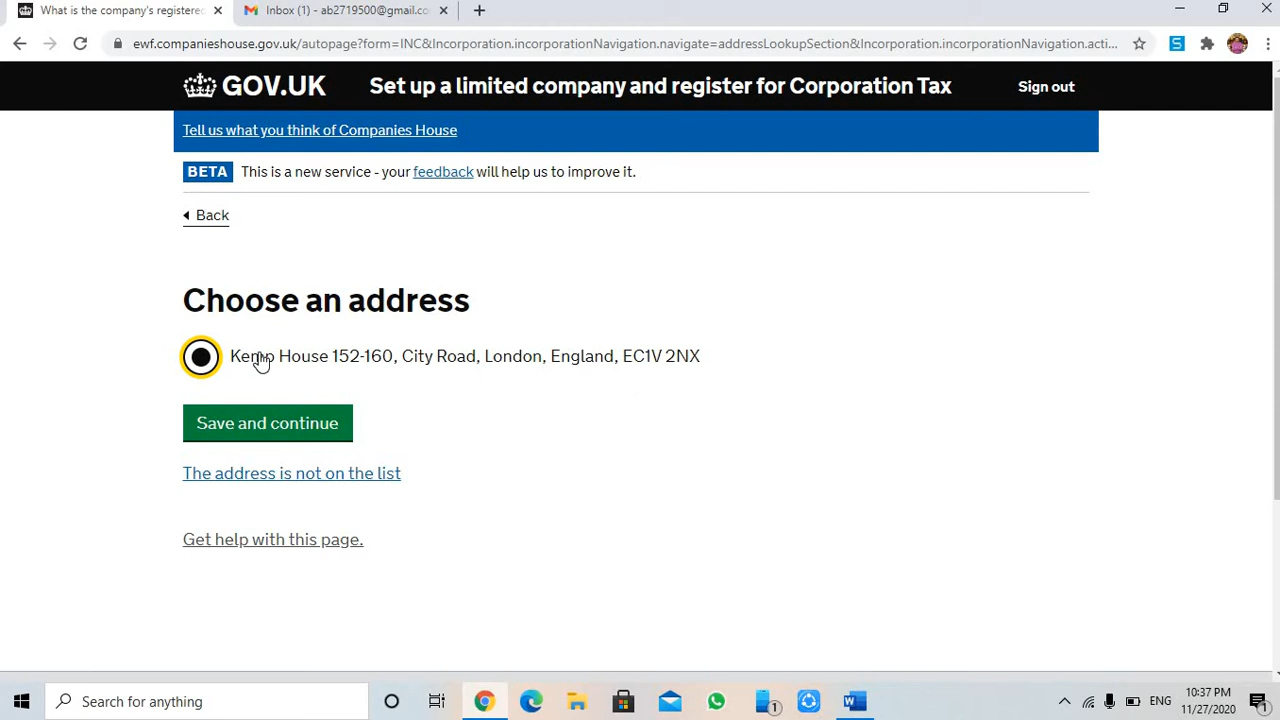 What is the company's registered
Inbox (1) - ab2719500@gmail.co
ewf.companieshouse.gov.uk/autopage?form=INC&Incorporation.incorporationNavigation.navigate=addressLookupSection&Incorporation.incorporationNavigation.acti...
GOV.UK
Set up a limited company and register for Corporation Tax
Sign out
Tell us what you think of Companies House
BETA This is a new service - your feedback will help us to improve it.
Back
Choose an address
Kemp House 152-160, City Road, London, England, EC1V 2NX
Save and continue
The address is not on the list
Get help with this page.
Search for anything
1
ENG
10:37 PM
11/27/2020
1